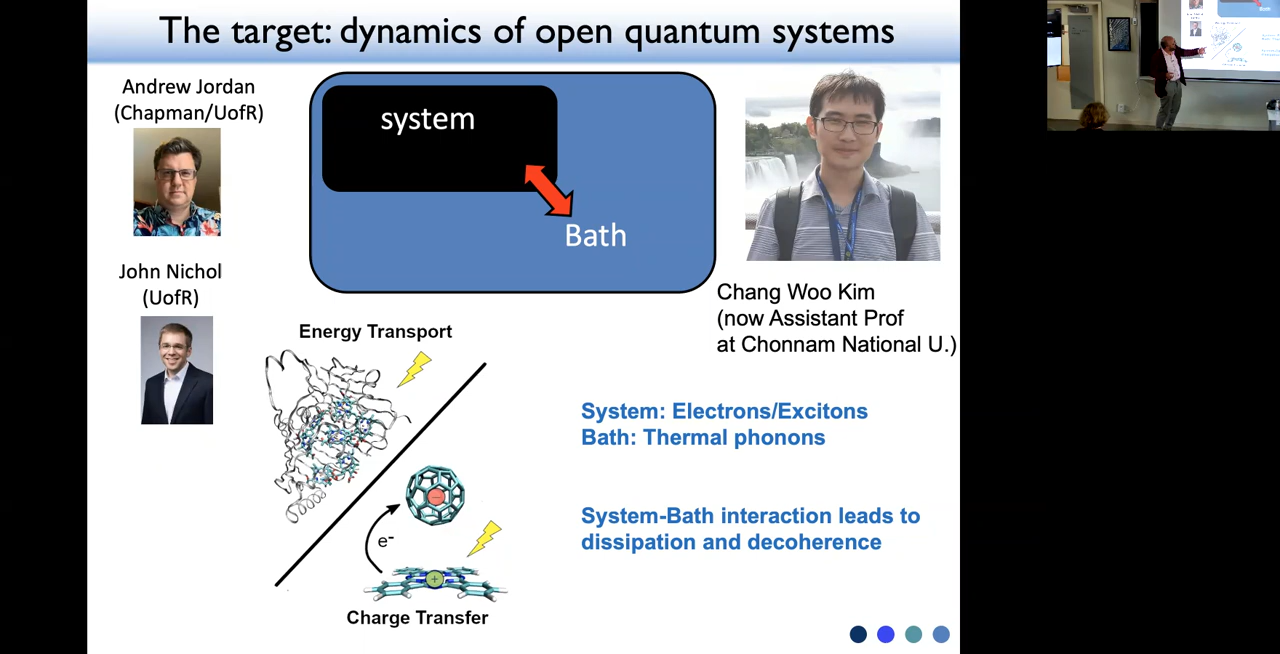 The target: dynamics of open quantum systems
Andrew Jordan
(Chapman/UofR)
system
Bath
John Nichol
(UofR)
Chang Woo Kim
(now Assistant Prof
at Chonnam National U.)
Energy Transport
System: Electrons/Excitons
Bath: Thermal phonons
System-Bath interaction leads to
dissipation and decoherence
e-
+
Charge Transfer